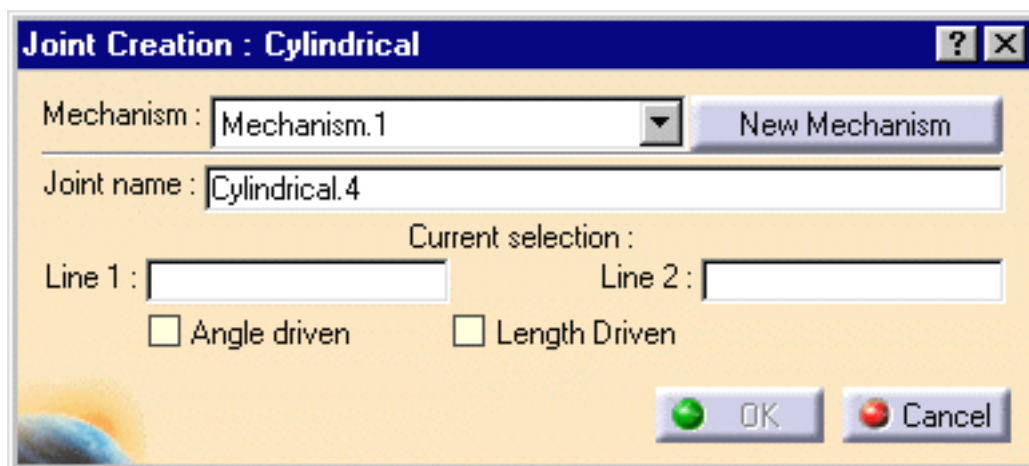 Joint Creation : Cylindrical ? X
Mechanism : Mechanism.1 New Mechanism
Joint name : Cylindrical.4
Current selection :
Line 1 : Line 2 :
Angle driven Length Driven
OK Cancel